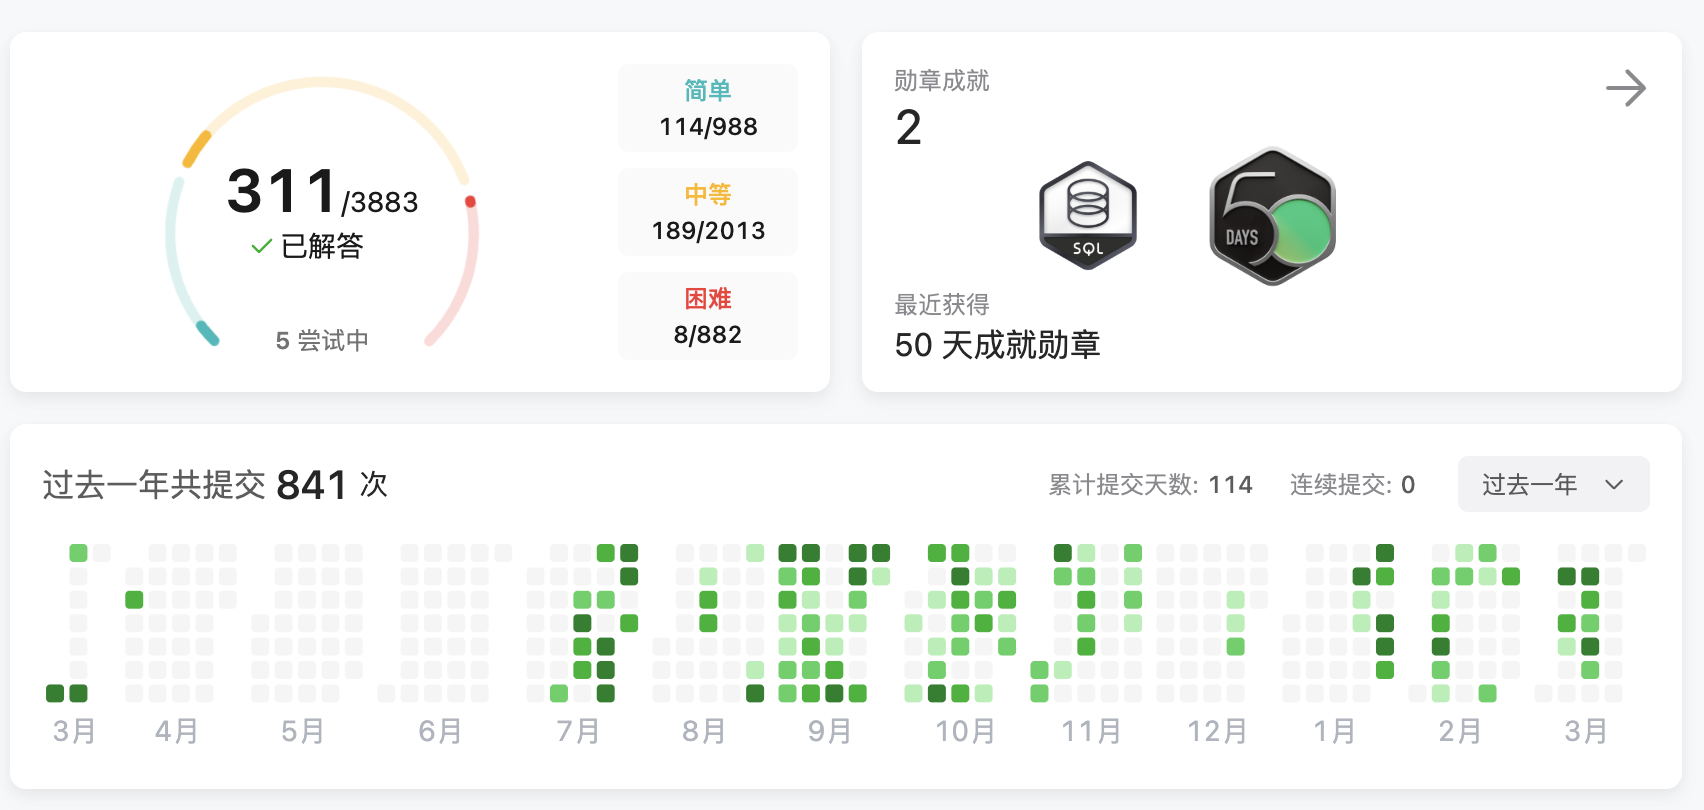 311/3883
已解答
5 尝试中
简单
114/988
中等
189/2013
困难
8/882
勋章成就
2
SQL
50
DAYS
最近获得
50 天成就勋章
过去一年共提交 841 次
累计提交天数: 114 连续提交: 0 过去一年
3月 4月 5月 6月 7月 8月 9月 10月 11月 12月 1月 2月 3月